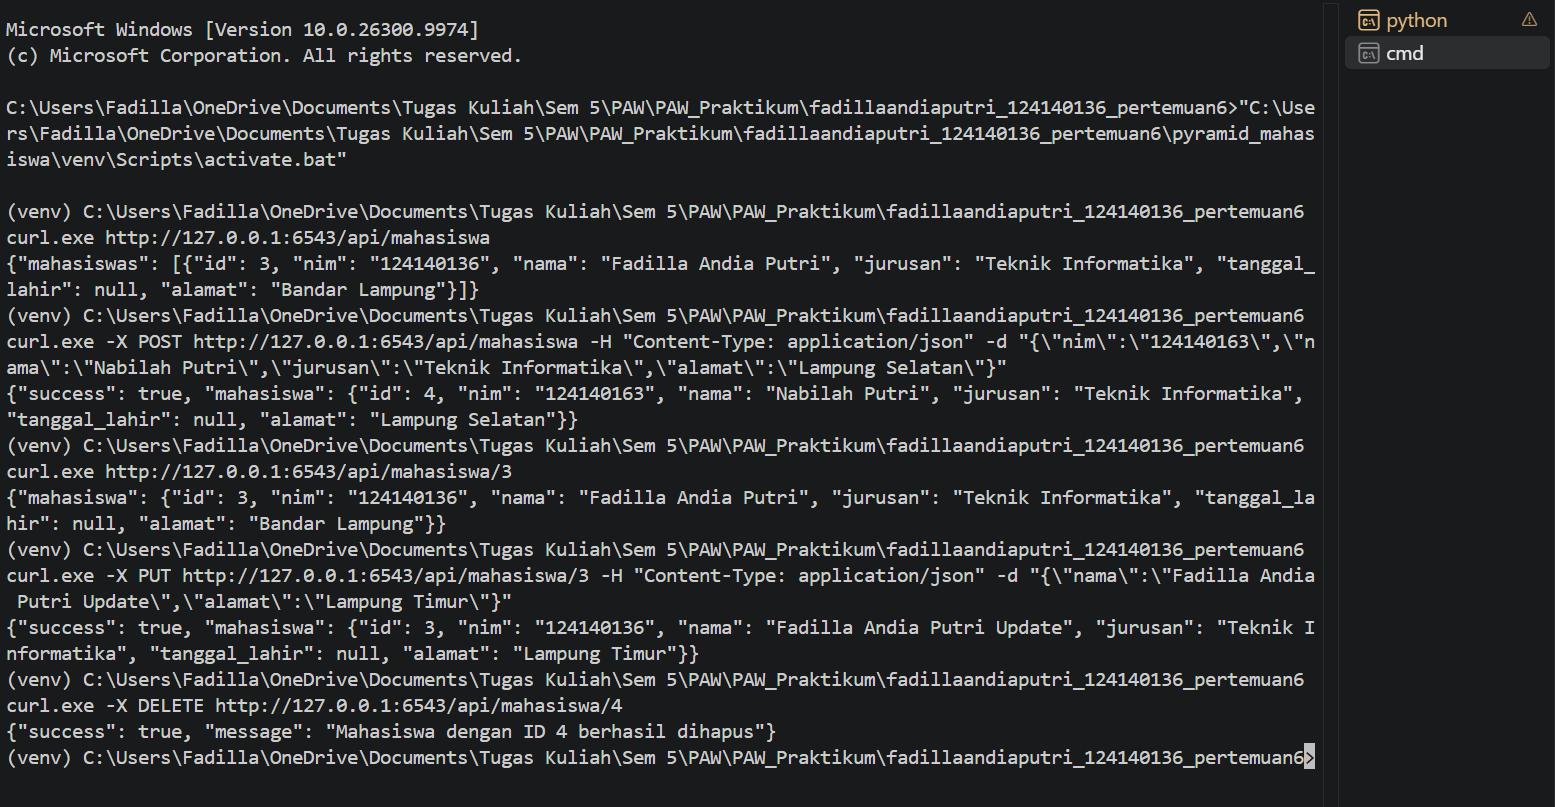 Microsoft Windows [Version 10.0.26300.9974]
(c) Microsoft Corporation. All rights reserved.
C:\Users\Fadilla\OneDrive\Documents\Tugas Kuliah\Sem 5\PAW\PAW_Praktikum\fadillaandiaputri_124140136_pertemuan6>"C:\Use
rs\Fadilla\OneDrive\Documents\Tugas Kuliah\Sem 5\PAW\PAW_Praktikum\fadillaandiaputri_124140136_pertemuan6\pyramid_mahas
iswa\venv\Scripts\activate.bat"
(venv) C:\Users\Fadilla\OneDrive\Documents\Tugas Kuliah\Sem 5\PAW\PAW_Praktikum\fadillaandiaputri_124140136_pertemuan6
curl.exe http://127.0.0.1:6543/api/mahasiswa
{"mahasiswas": [{"id": 3, "nim": "124140136", "nama": "Fadilla Andia Putri", "jurusan": "Teknik Informatika", "tanggal_
lahir": null, "alamat": "Bandar Lampung"}]}
(venv) C:\Users\Fadilla\OneDrive\Documents\Tugas Kuliah\Sem 5\PAW\PAW_Praktikum\fadillaandiaputri_124140136_pertemuan6
curl.exe -X POST http://127.0.0.1:6543/api/mahasiswa -H "Content-Type: application/json" -d "{\"nim\":\"124140163\",\"n
ama\":\"Nabilah Putri\",\"jurusan\":\"Teknik Informatika\",\"alamat\":\"Lampung Selatan\"}"
{"success": true, "mahasiswa": {"id": 4, "nim": "124140163", "nama": "Nabilah Putri", "jurusan": "Teknik Informatika",
"tanggal_lahir": null, "alamat": "Lampung Selatan"}}
(venv) C:\Users\Fadilla\OneDrive\Documents\Tugas Kuliah\Sem 5\PAW\PAW_Praktikum\fadillaandiaputri_124140136_pertemuan6
curl.exe http://127.0.0.1:6543/api/mahasiswa/3
{"mahasiswa": {"id": 3, "nim": "124140136", "nama": "Fadilla Andia Putri", "jurusan": "Teknik Informatika", "tanggal_la
hir": null, "alamat": "Bandar Lampung"}}
(venv) C:\Users\Fadilla\OneDrive\Documents\Tugas Kuliah\Sem 5\PAW\PAW_Praktikum\fadillaandiaputri_124140136_pertemuan6
curl.exe -X PUT http://127.0.0.1:6543/api/mahasiswa/3 -H "Content-Type: application/json" -d "{\"nama\":\"Fadilla Andia
 Putri Update\",\"alamat\":\"Lampung Timur\"}"
{"success": true, "mahasiswa": {"id": 3, "nim": "124140136", "nama": "Fadilla Andia Putri Update", "jurusan": "Teknik I
nformatika", "tanggal_lahir": null, "alamat": "Lampung Timur"}}
(venv) C:\Users\Fadilla\OneDrive\Documents\Tugas Kuliah\Sem 5\PAW\PAW_Praktikum\fadillaandiaputri_124140136_pertemuan6
curl.exe -X DELETE http://127.0.0.1:6543/api/mahasiswa/4
{"success": true, "message": "Mahasiswa dengan ID 4 berhasil dihapus"}
(venv) C:\Users\Fadilla\OneDrive\Documents\Tugas Kuliah\Sem 5\PAW\PAW_Praktikum\fadillaandiaputri_124140136_pertemuan6>
python
cmd